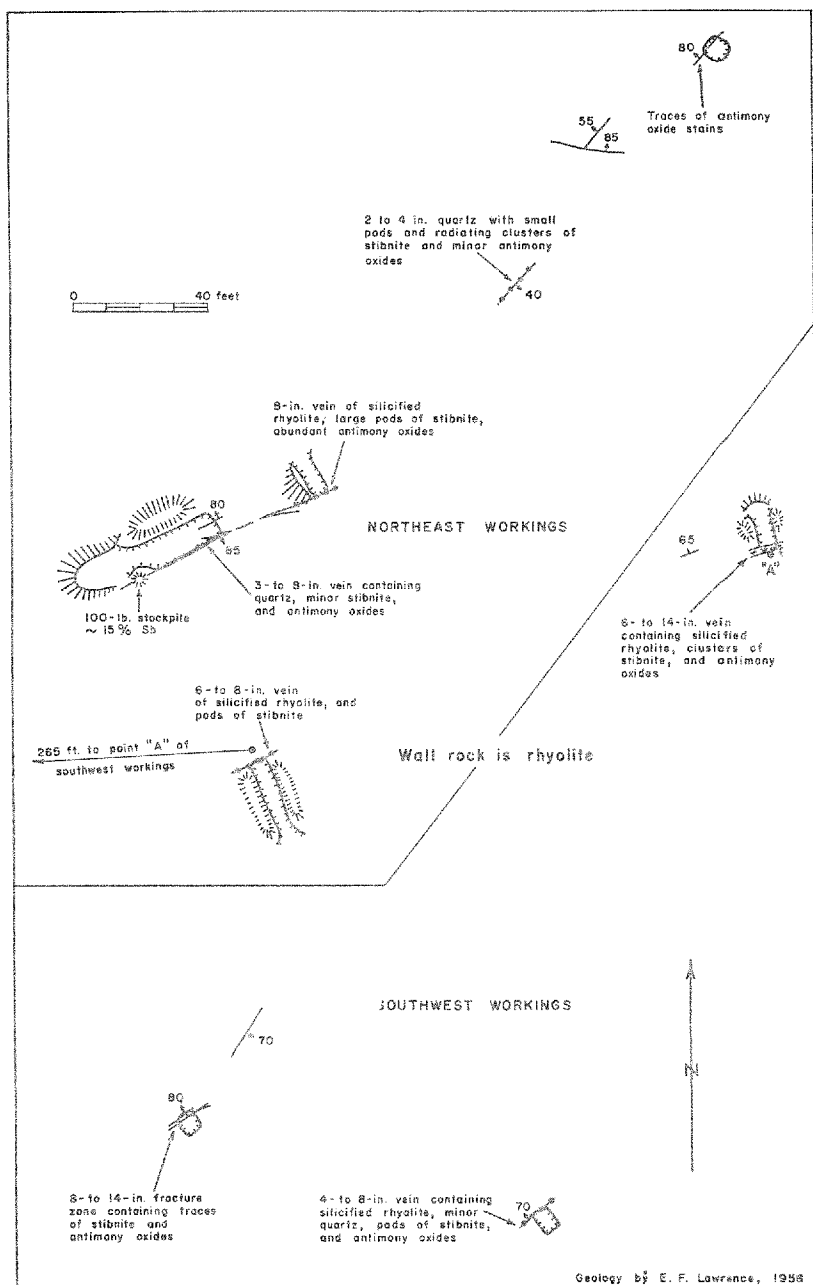 80
Traces of antimony
oxide stains
55
85
2 to 4 in. quartz with small
pods and radiating clusters of
stibnite and minor antimony
oxides
40
0 40 feet
8-in. vein of silicified
rhyolite, large pods of stibnite,
abundant antimony oxides
80
NORTHEAST WORKINGS
85
3- to 8-in. vein containing
quartz, minor stibnite,
and antimony oxides
100-lb. stockpile
~ 15% Sb
65
"A"
6- to 14-in. vein
containing silicified
rhyolite, clusters of
stibnite, and antimony
oxides
6-to 8-in. vein
of silicified rhyolite, and
pods of stibnite
265 ft. to point "A" of
southwest workings
Wall rock is rhyolite
SOUTHWEST WORKINGS
70
N
80
8-to 14-in. fracture
zone containing traces
of stibnite and
antimony oxides
4-to 8-in. vein containing
silicified rhyolite, minor
quartz, pods of stibnite,
and antimony oxides
70
Geology by E. F. Lawrence, 1956